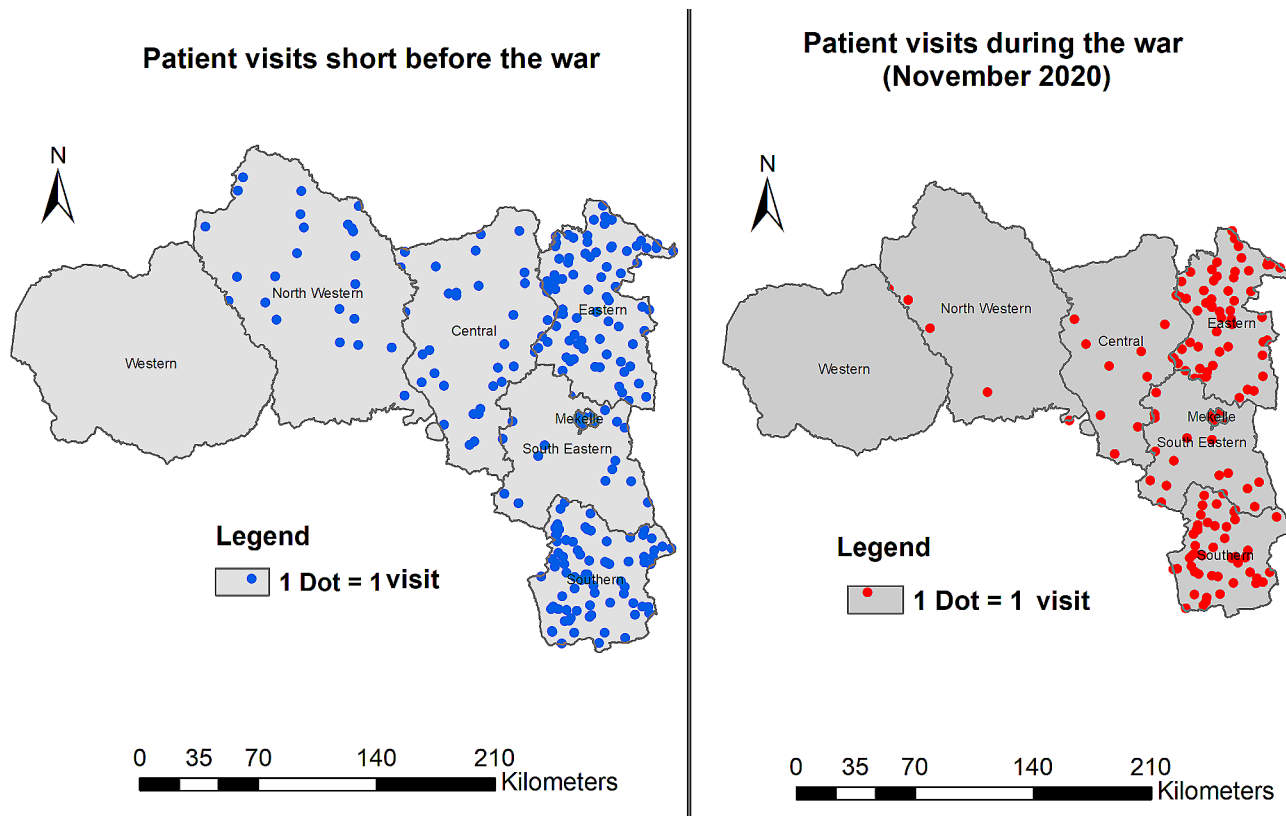 Patient visits short before the war
N
North Western
Central
Eastern
Western
Mekelle
South Eastern
Southern
Legend
1 Dot = 1 visit
0 35 70 140 210
Kilometers
Patient visits during the war
(November 2020)
N
North Western
Central
Eastern
Western
Mekelle
South Eastern
Southern
Legend
1 Dot = 1 visit
0 35 70 140 210
Kilometers